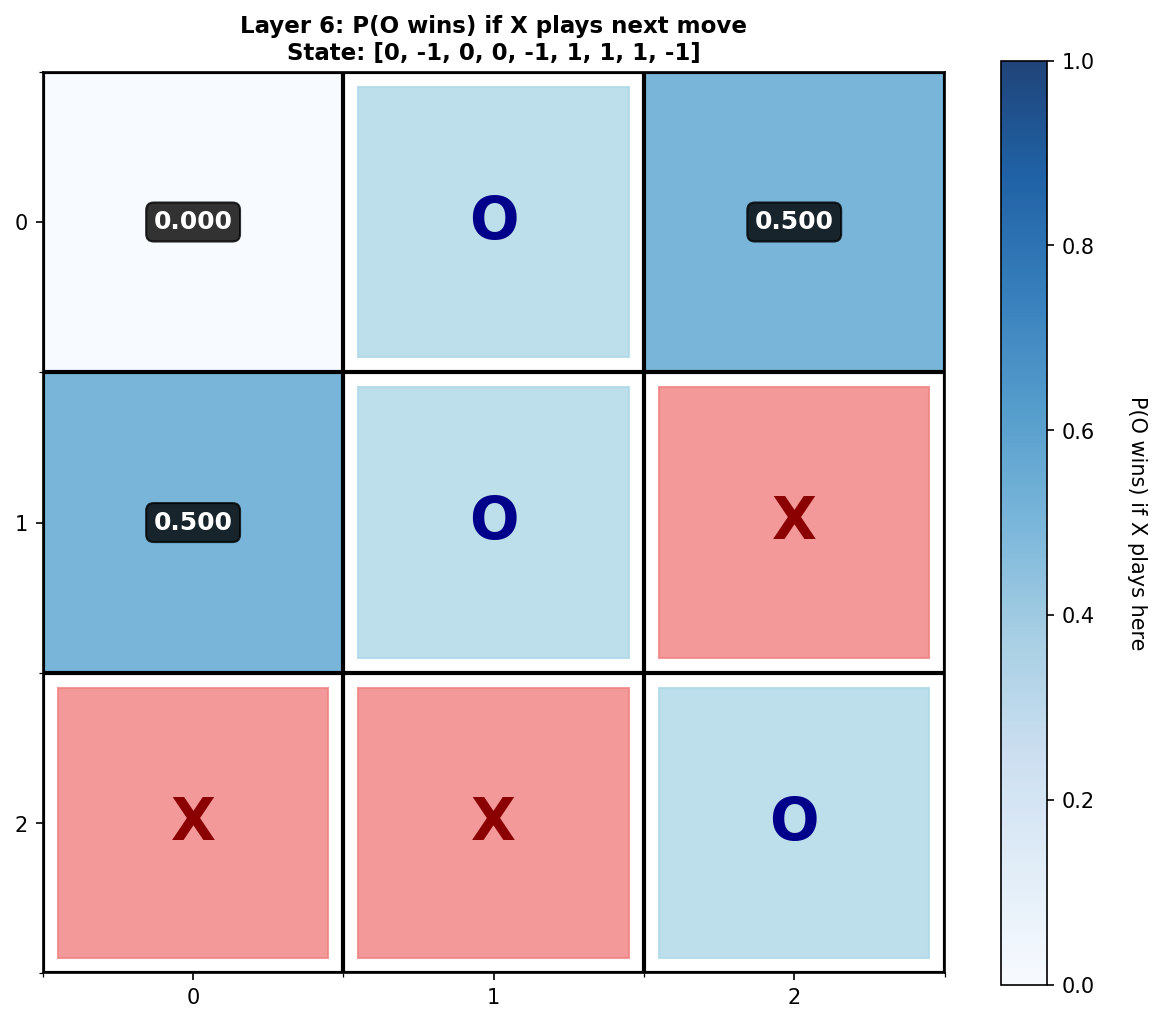 Layer 6: P(O wins) if X plays next move
State: [0, -1, 0, 0, -1, 1, 1, 1, -1]
0.000
O
0.500
0
0.500
O
X
1
X
X
O
2
0
1
2
1.0
0.8
0.6
0.4
0.2
0.0
P(O wins) if X plays here